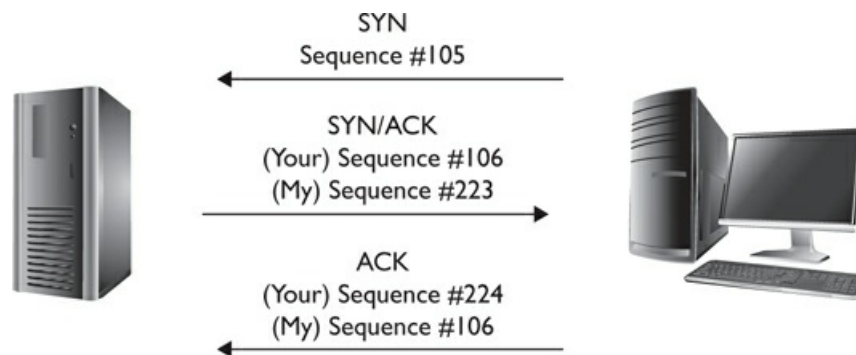 SYN
Sequence #105
SYN/ACK
(Your) Sequence #106
(My) Sequence #223
ACK
(Your) Sequence #224
(My) Sequence #106